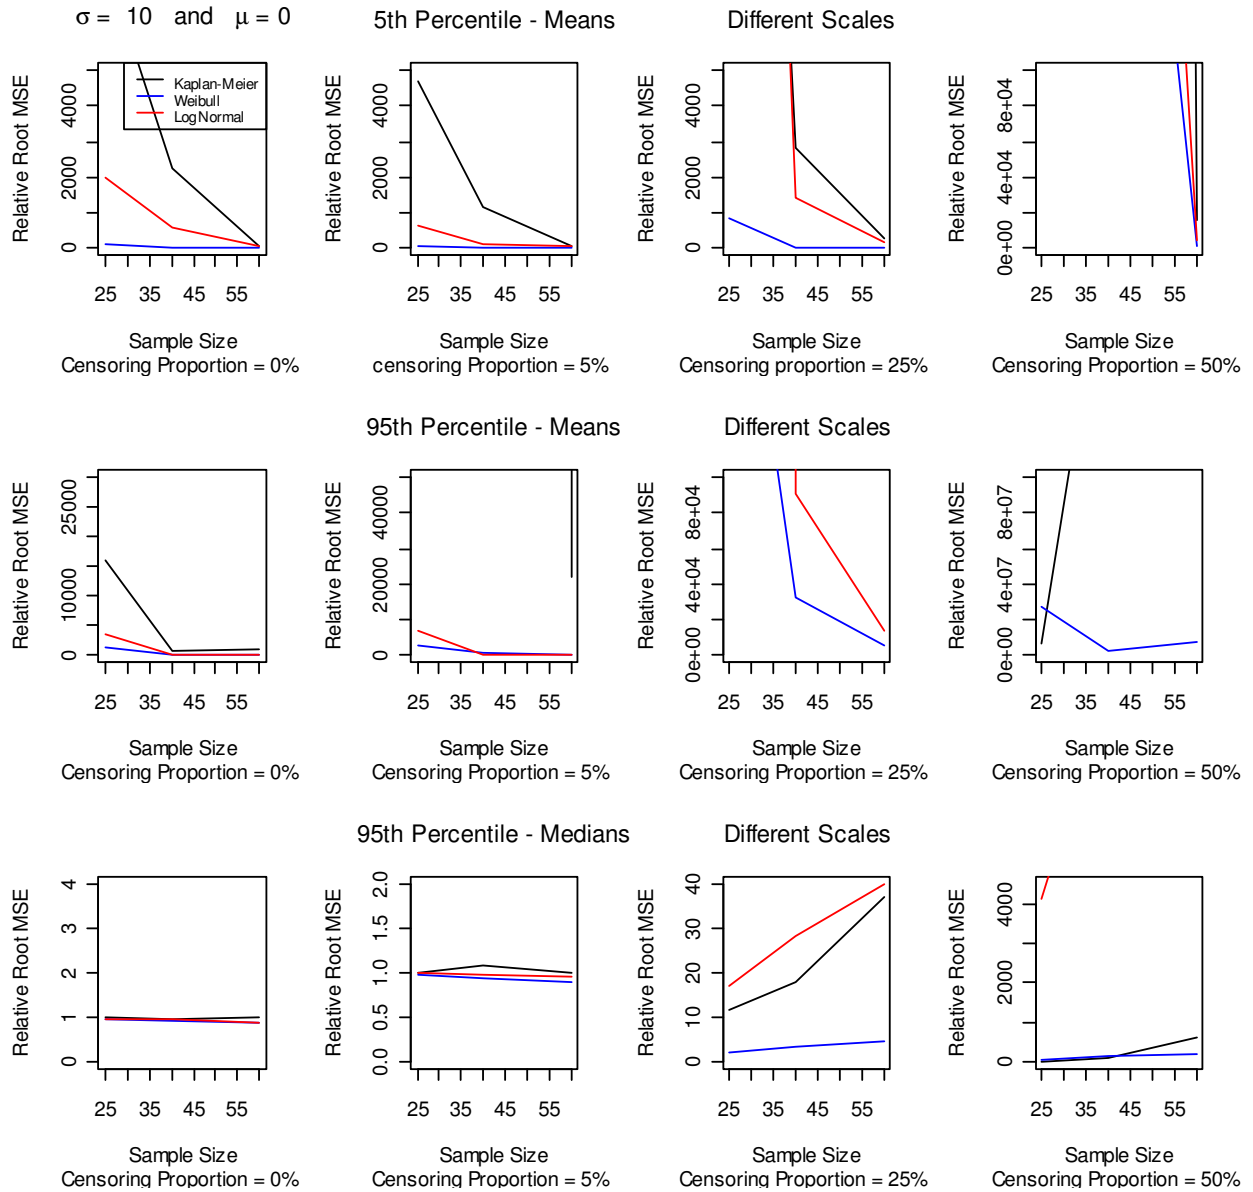 σ = 10 and μ = 0
5th Percentile - Means
Different Scales
Relative Root MSE
0 2000 4000
Kaplan-Meier
Weibull
LogNormal
25 35 45 55
Sample Size
Censoring Proportion = 0%
Relative Root MSE
0 2000 4000
25 35 45 55
Sample Size
censoring Proportion = 5%
Relative Root MSE
0 2000 4000
25 35 45 55
Sample Size
Censoring proportion = 25%
Relative Root MSE
0e+00 4e+04 8e+04
25 35 45 55
Sample Size
Censoring Proportion = 50%
95th Percentile - Means
Different Scales
Relative Root MSE
0 10000 25000
25 35 45 55
Sample Size
Censoring Proportion = 0%
Relative Root MSE
0 20000 40000
25 35 45 55
Sample Size
Censoring Proportion = 5%
Relative Root MSE
0e+00 4e+04 8e+04
25 35 45 55
Sample Size
Censoring Proportion = 25%
Relative Root MSE
0e+00 4e+07 8e+07
25 35 45 55
Sample Size
Censoring Proportion = 50%
95th Percentile - Medians
Different Scales
Relative Root MSE
0 1 2 3 4
25 35 45 55
Sample Size
Censoring Proportion = 0%
Relative Root MSE
0.0 0.5 1.0 1.5 2.0
25 35 45 55
Sample Size
Censoring Proportion = 5%
Relative Root MSE
0 10 20 30 40
25 35 45 55
Sample Size
Censoring Proportion = 25%
Relative Root MSE
0 2000 4000
25 35 45 55
Sample Size
Censoring Proportion = 50%